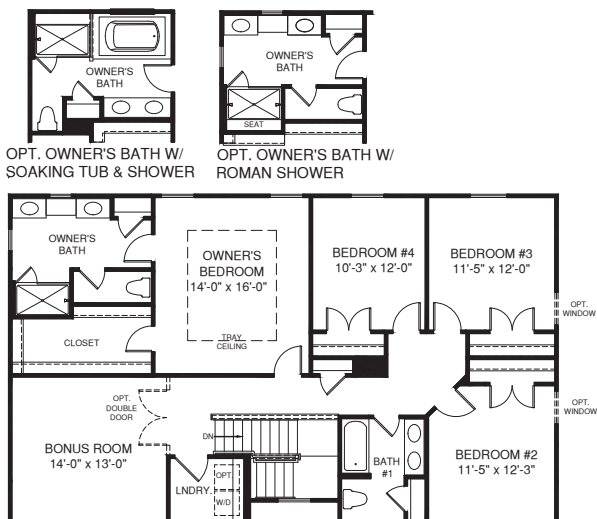 OWNER'S
BATH
OPT. OWNER'S BATH W/
SOAKING TUB & SHOWER
OWNER'S
BATH
SEAT
OPT. OWNER'S BATH W/
ROMAN SHOWER
OWNER'S
BATH
OWNER'S
BEDROOM
14'-0" x 16'-0"
TRAY
CEILING
BEDROOM #4
10'-3" x 12'-0"
BEDROOM #3
11'-5" x 12'-0"
OPT.
WINDOW
CLOSET
OPT.
DOUBLE
DOOR
BONUS ROOM
14'-0" x 13'-0"
DN
LNDRY.
OPT.
W/D
BATH
#1
BEDROOM #2
11'-5" x 12'-3"
OPT.
WINDOW